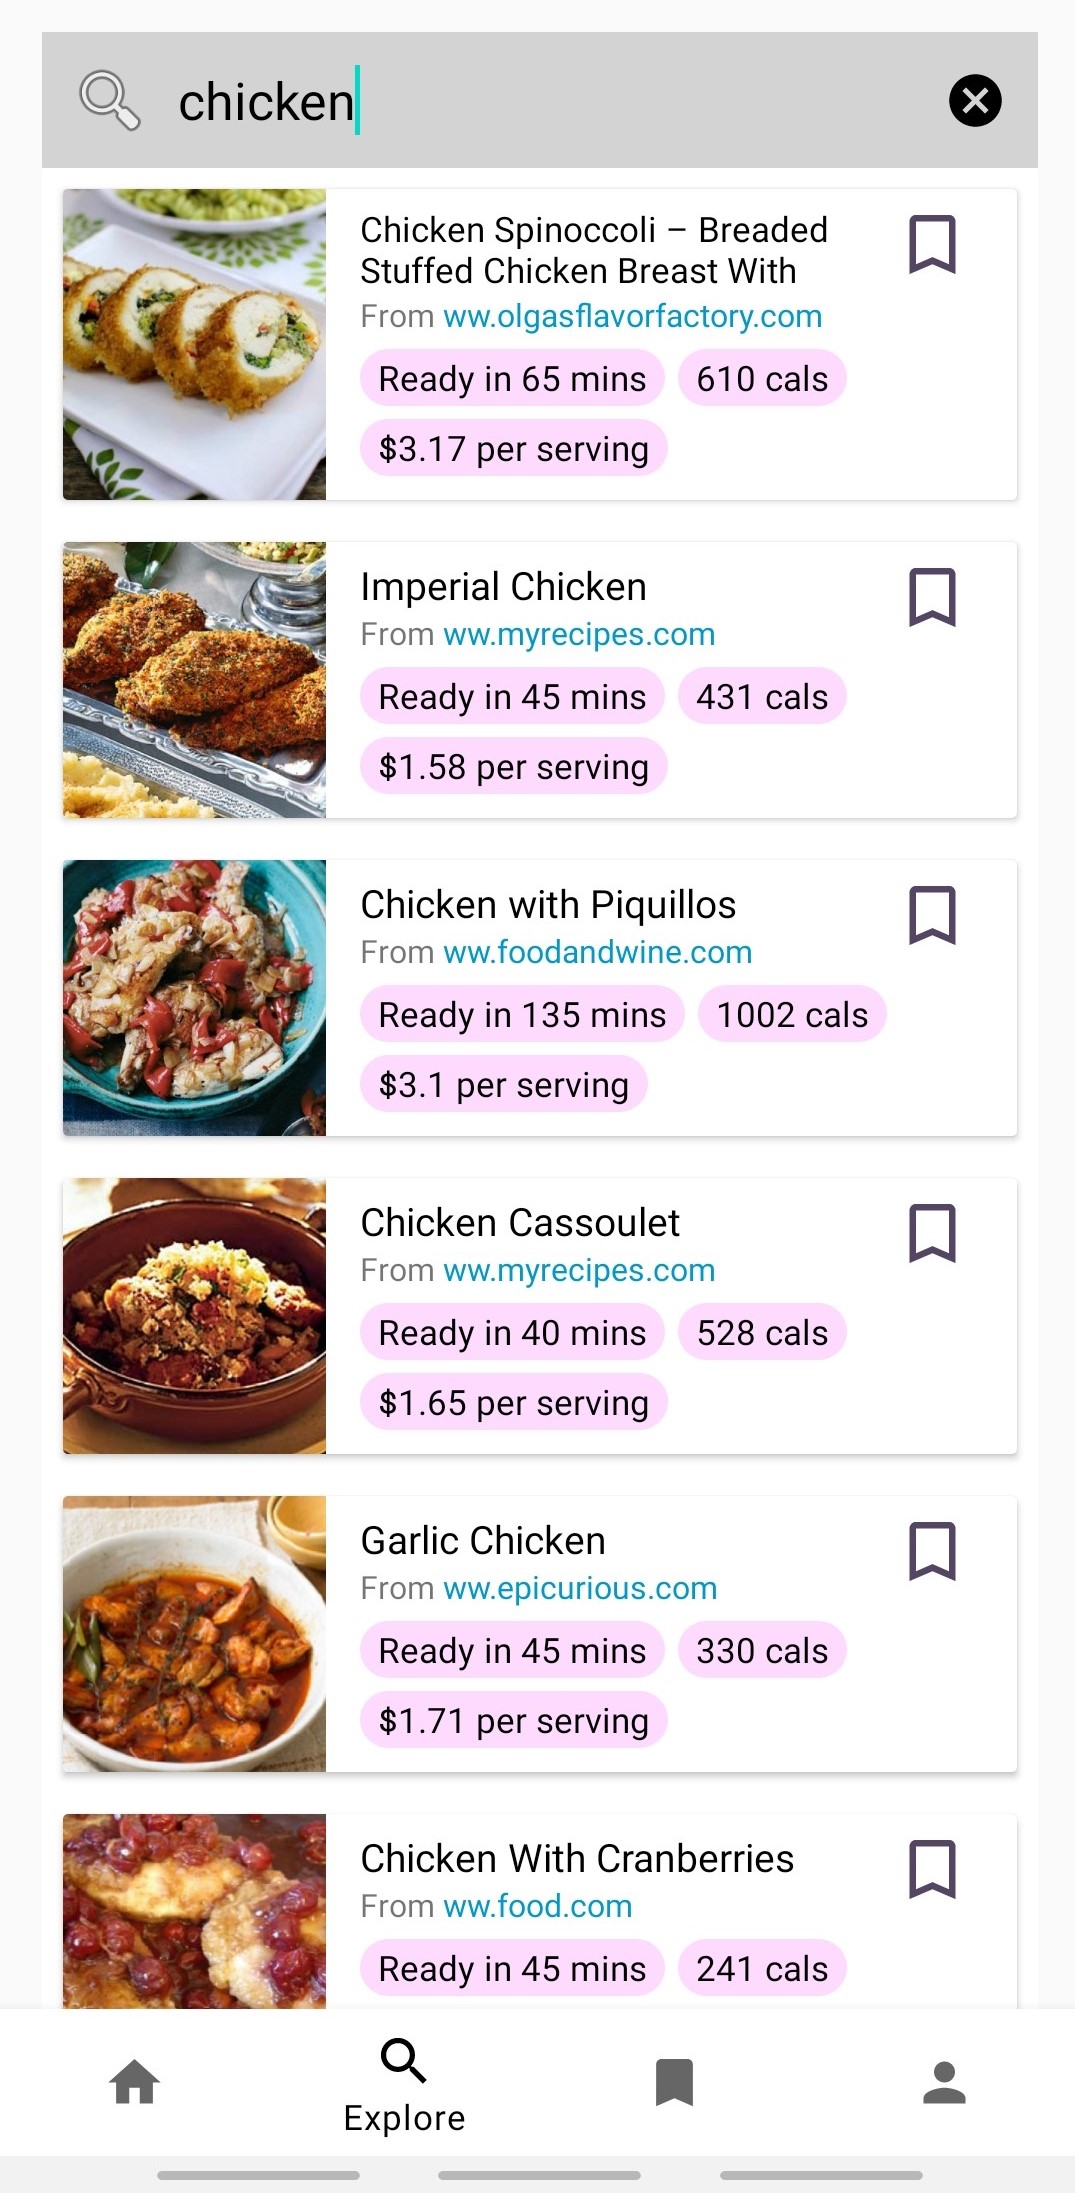 chicken
Chicken Spinoccoli – Breaded
Stuffed Chicken Breast With
From ww.olgasflavorfactory.com
Ready in 65 mins 610 cals
$3.17 per serving
Imperial Chicken
From ww.myrecipes.com
Ready in 45 mins 431 cals
$1.58 per serving
Chicken with Piquillos
From ww.foodandwine.com
Ready in 135 mins 1002 cals
$3.1 per serving
Chicken Cassoulet
From ww.myrecipes.com
Ready in 40 mins 528 cals
$1.65 per serving
Garlic Chicken
From ww.epicurious.com
Ready in 45 mins 330 cals
$1.71 per serving
Chicken With Cranberries
From ww.food.com
Ready in 45 mins 241 cals
Explore